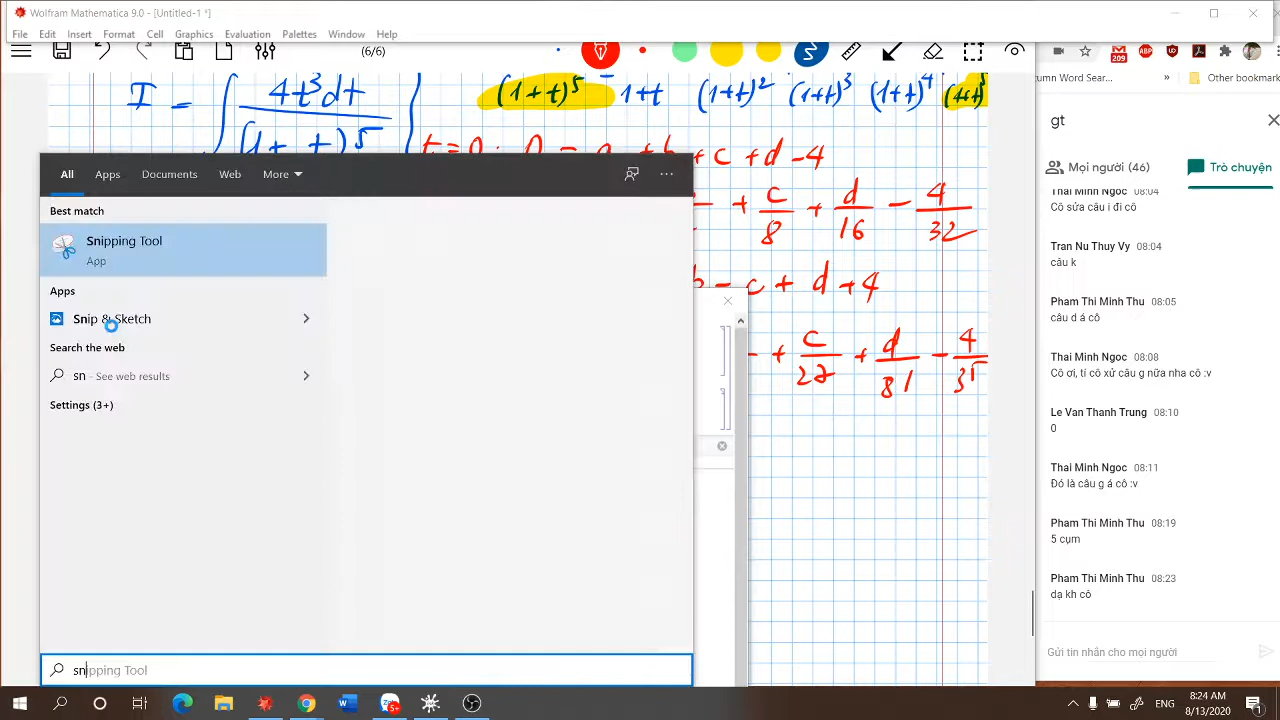 Wolfram Mathematica 9.0 - [Untitled-1 *]
File Edit Insert Format Cell Graphics Evaluation Palettes Window Help
(6/6)
209
ABP
umn Word Sear...
»
Other bookmark
I = ∫ 4t³dt / (1+t)⁵
(1+t)⁵ 1+t (1+t)² (1+t)³ (1+t)⁴ (1+t)⁵
t=0: 0 = a +b +c +d -4
+ c/8 + d/16 - 4/32
b - c + d +4
+ c/27 + d/81 - 4/3⁵
All Apps Documents Web More
Best match
Snipping Tool
App
Apps
Snip & Sketch
Search the web
sn - See web results
Settings (3+)
snipping Tool
gt
Mọi người (46)
Trò chuyện
Thai Minh Ngoc 08:04
Cô sửa câu i đi cô
Tran Nu Thuy Vy 08:04
câu k
Pham Thi Minh Thu 08:05
câu d á cô
Thai Minh Ngoc 08:08
Cô ơi, tí cô xử câu g nữa nha cô :v
Le Van Thanh Trung 08:10
0
Thai Minh Ngoc 08:11
Đó là câu g á cô :v
Pham Thi Minh Thu 08:19
5 cụm
Pham Thi Minh Thu 08:23
dạ kh cô
Gửi tin nhắn cho mọi người
5+
ENG
8:24 AM
8/13/2020
1